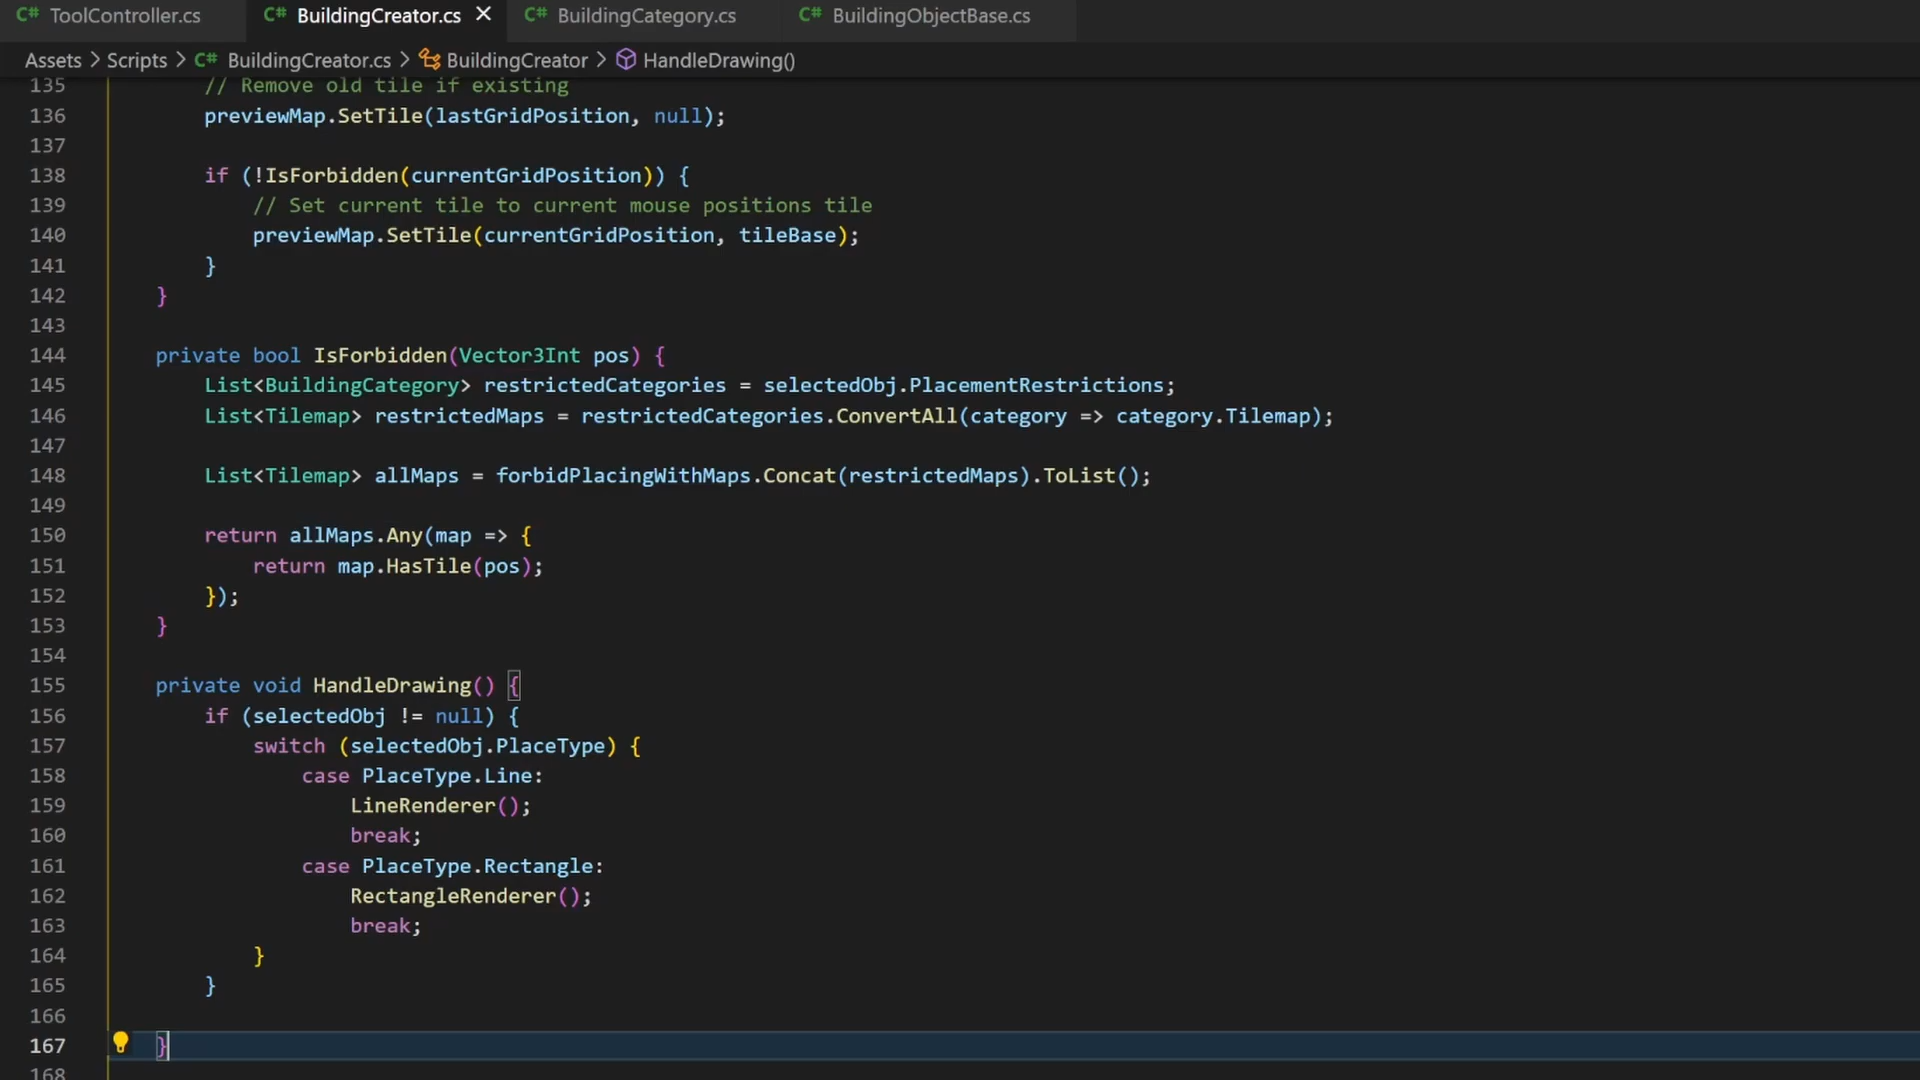 C# ToolController.cs C# BuildingCreator.cs × C# BuildingCategory.cs C# BuildingObjectBase.cs
Assets > Scripts > C# BuildingCreator.cs > BuildingCreator > HandleDrawing()
135 // Remove old tile if existing
136 previewMap.SetTile(lastGridPosition, null);
137
138 if (!IsForbidden(currentGridPosition)) {
139 // Set current tile to current mouse positions tile
140 previewMap.SetTile(currentGridPosition, tileBase);
141 }
142 }
143
144 private bool IsForbidden(Vector3Int pos) {
145 List<BuildingCategory> restrictedCategories = selectedObj.PlacementRestrictions;
146 List<Tilemap> restrictedMaps = restrictedCategories.ConvertAll(category => category.Tilemap);
147
148 List<Tilemap> allMaps = forbidPlacingWithMaps.Concat(restrictedMaps).ToList();
149
150 return allMaps.Any(map => {
151 return map.HasTile(pos);
152 });
153 }
154
155 private void HandleDrawing() {
156 if (selectedObj != null) {
157 switch (selectedObj.PlaceType) {
158 case PlaceType.Line:
159 LineRenderer();
160 break;
161 case PlaceType.Rectangle:
162 RectangleRenderer();
163 break;
164 }
165 }
166
167 }
168